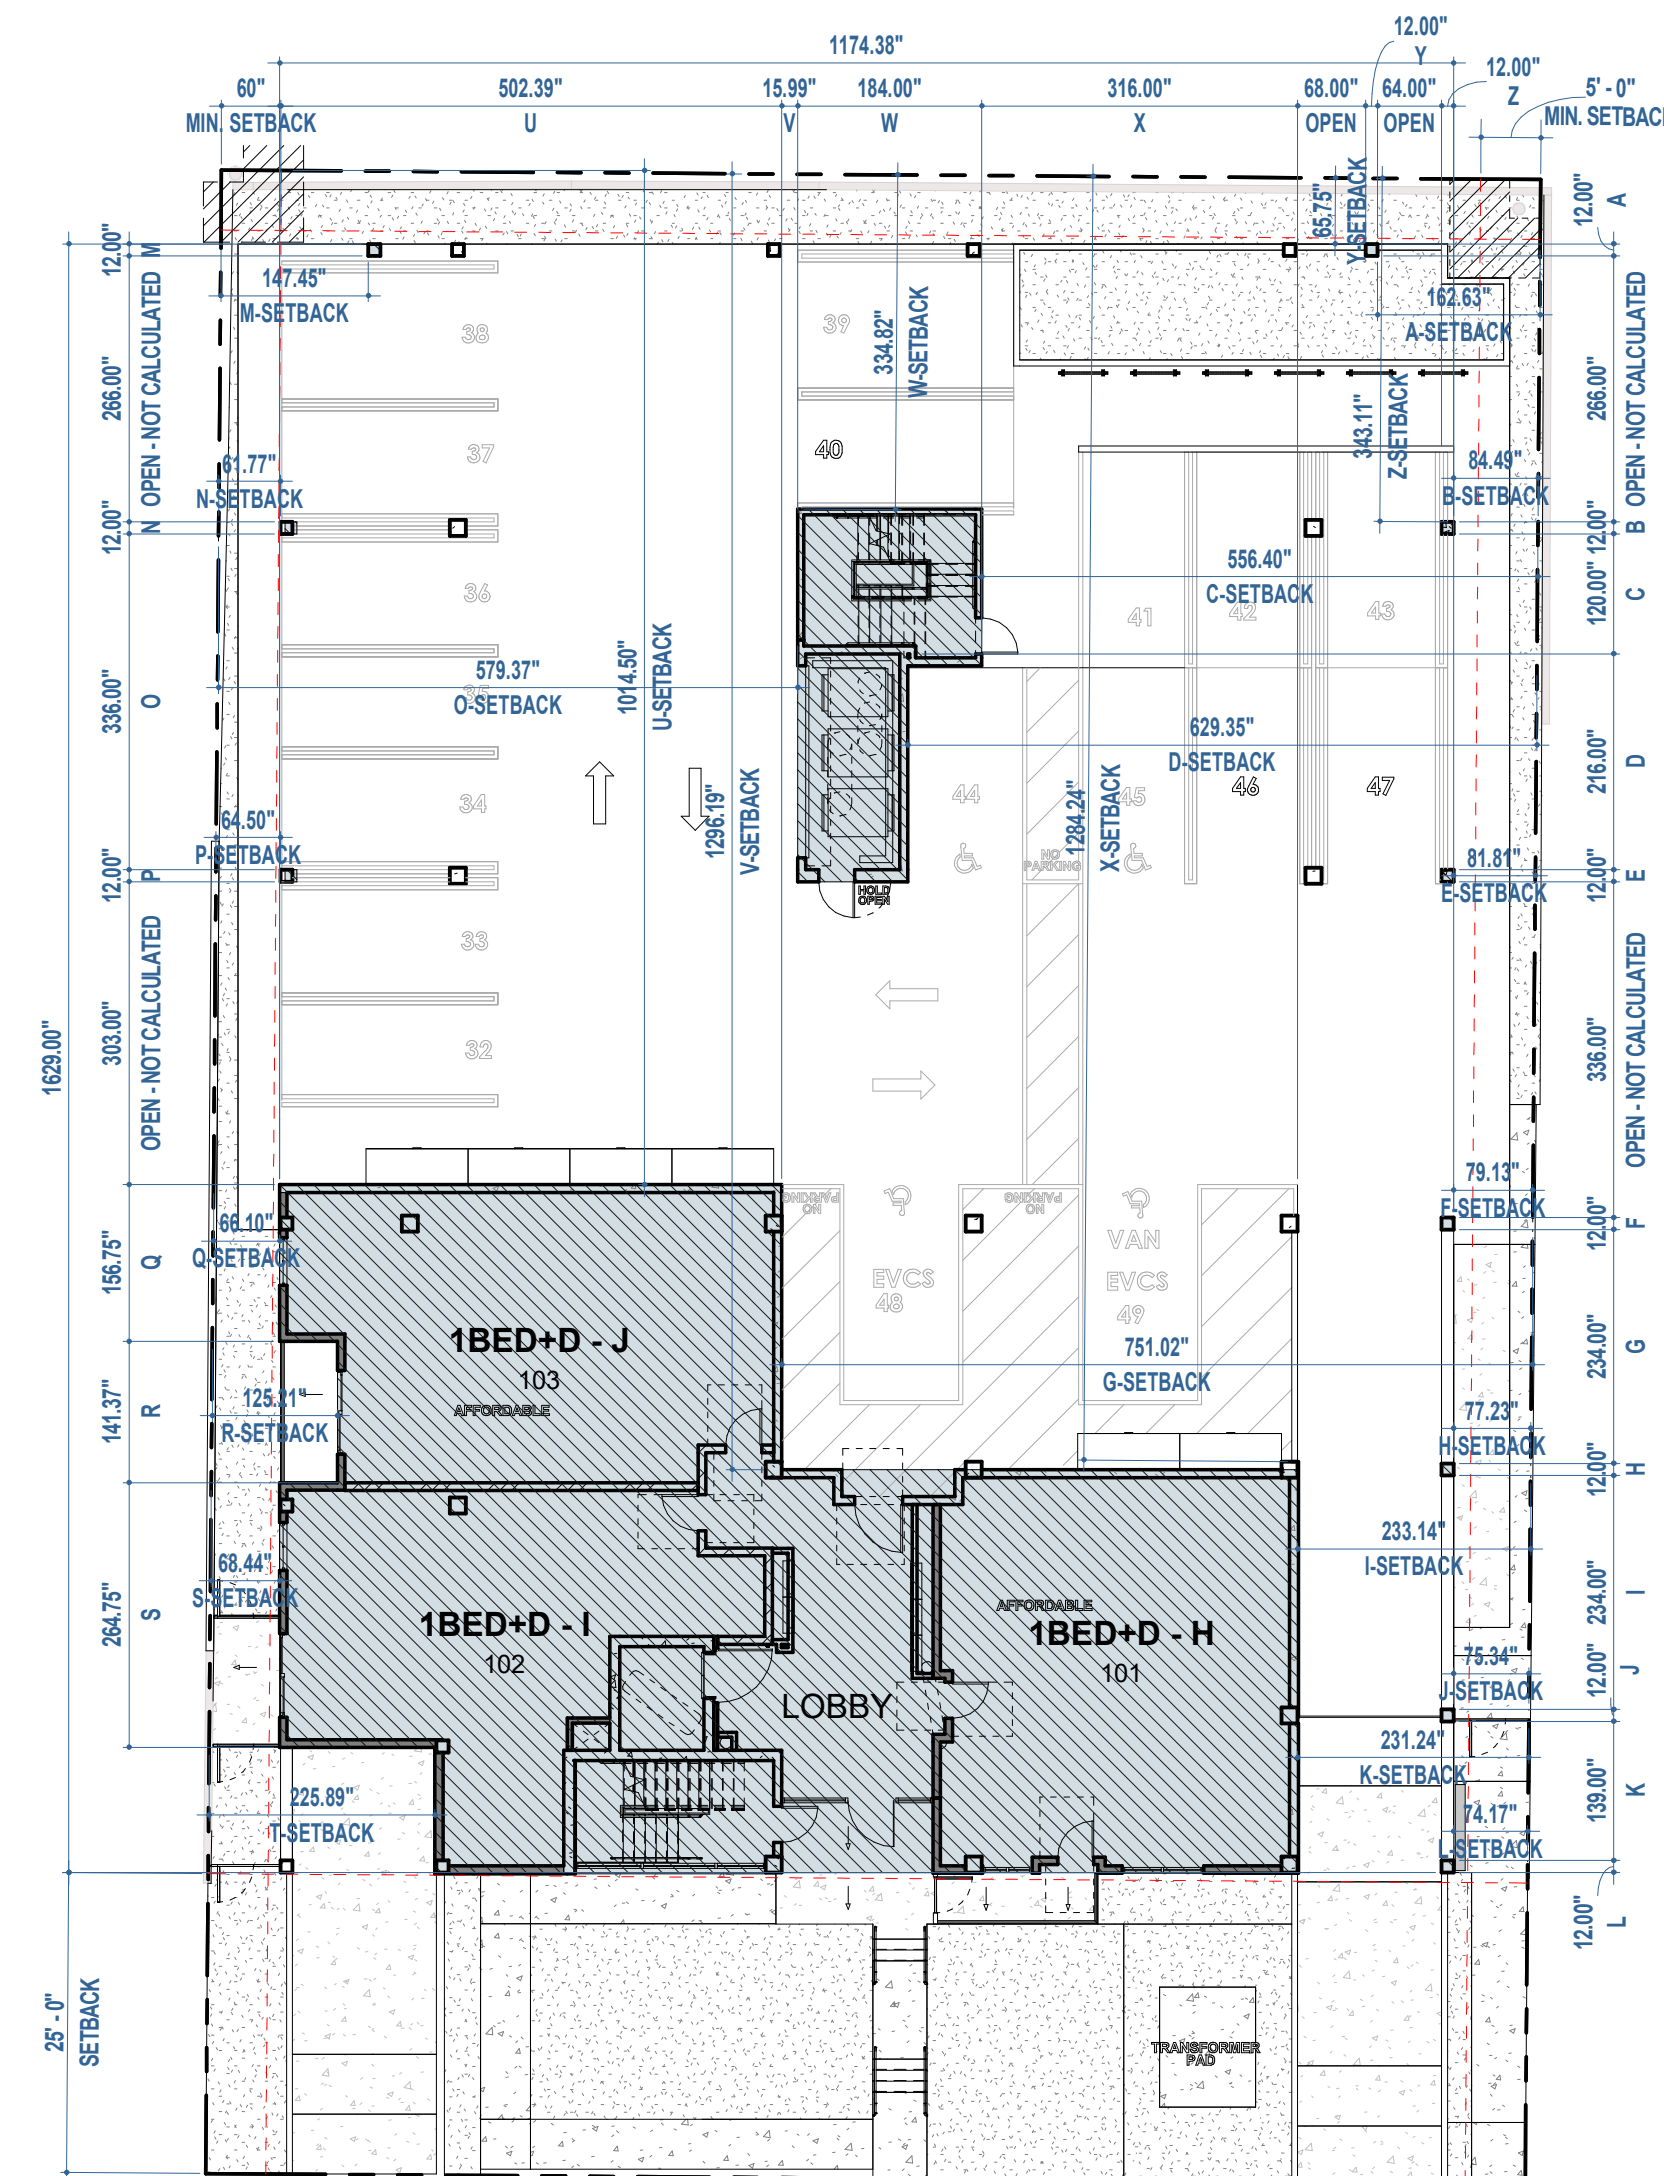 12.00"
Y
1174.38"
12.00"
Z
60"
502.39"
15.99"
184.00"
316.00"
68.00"
64.00"
5' - 0"
MIN. SETBACK
U
V
W
X
OPEN
OPEN
MIN. SETBACK
12.00"
A
65.75"
Y-SETBACK
12.00"
M
147.45"
M-SETBACK
162.63"
A-SETBACK
38
39
334.82"
W-SETBACK
266.00"
OPEN - NOT CALCULATED
266.00"
OPEN - NOT CALCULATED
343.11"
Z-SETBACK
37
40
61.77"
N-SETBACK
84.49"
B-SETBACK
12.00"
N
12.00"
B
556.40"
C-SETBACK
120.00"
C
36
41
42
43
579.37"
O-SETBACK
35
1014.50"
U-SETBACK
336.00"
O
629.35"
D-SETBACK
216.00"
D
34
44
45
46
47
1296.19"
V-SETBACK
1284.24"
X-SETBACK
64.50"
P-SETBACK
NO
PARKING
81.81"
E-SETBACK
12.00"
P
12.00"
E
HOLD
OPEN
33
303.00"
OPEN - NOT CALCULATED
336.00"
OPEN - NOT CALCULATED
1629.00"
32
79.13"
F-SETBACK
NO
PARKING
NO
PARKING
12.00"
F
66.10"
Q-SETBACK
156.75"
Q
VAN
EVCS
48
EVCS
49
1BED+D - J
103
AFFORDABLE
751.02"
G-SETBACK
234.00"
G
125.21"
R-SETBACK
141.37"
R
77.23"
H-SETBACK
12.00"
H
233.14"
I-SETBACK
234.00"
I
68.44"
S-SETBACK
264.75"
S
1BED+D - I
102
AFFORDABLE
1BED+D - H
101
LOBBY
75.34"
J-SETBACK
12.00"
J
231.24"
K-SETBACK
139.00"
K
225.89"
T-SETBACK
74.17"
L-SETBACK
12.00"
L
25' - 0"
SETBACK
TRANSFORMER
PAD